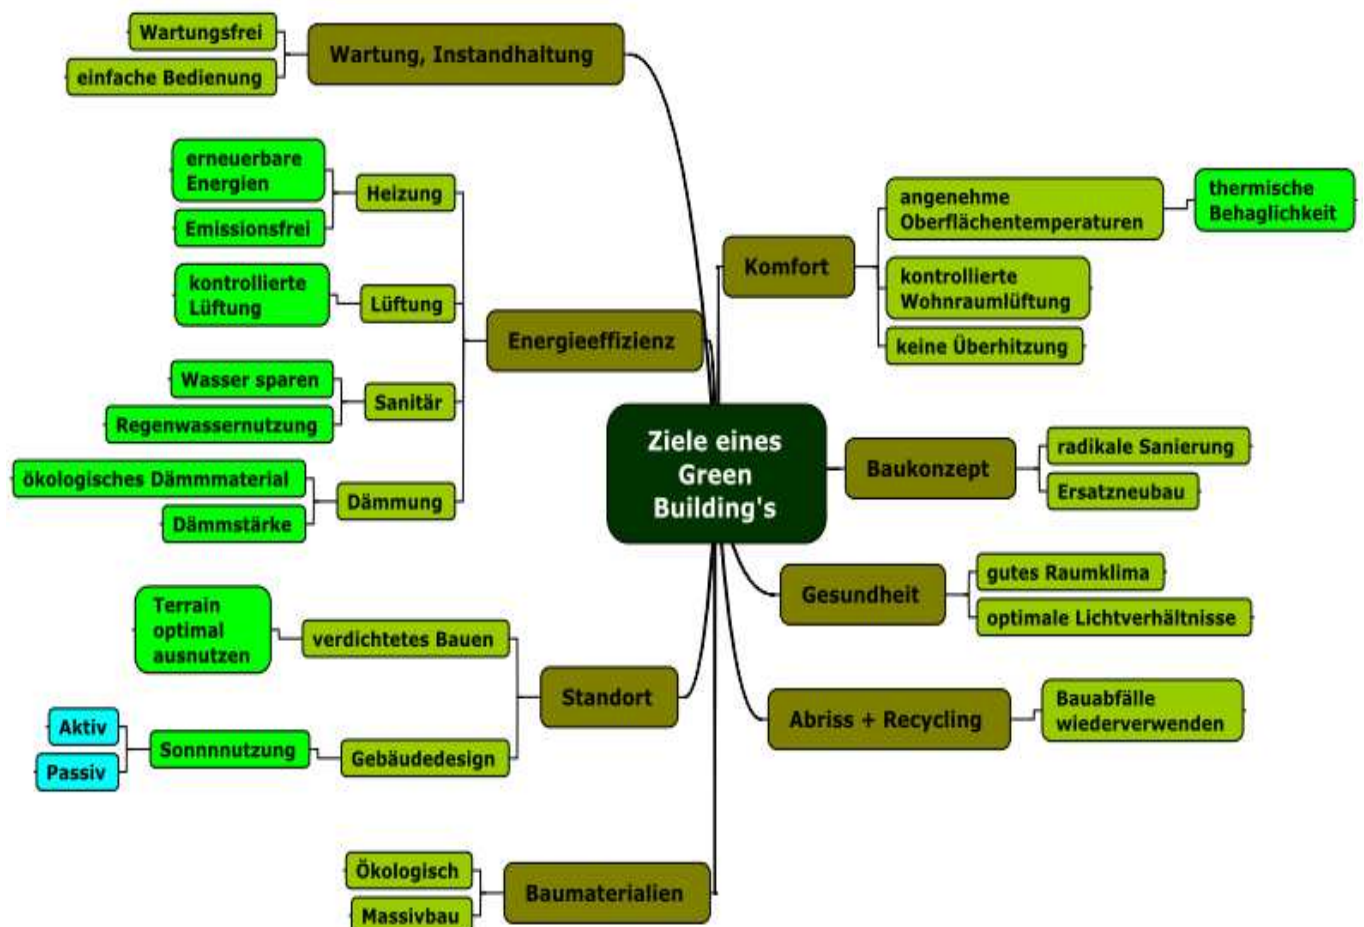 Wartung, Instandhaltung
Wartungsfrei
einfache Bedienung
Energieeffizienz
Heizung
erneuerbare
Energien
Emissionsfrei
Lüftung
kontrollierte
Lüftung
Sanitär
Wasser sparen
Regenwassernutzung
Dämmung
ökologisches Dämmmaterial
Dämmstärke
Standort
verdichtetes Bauen
Terrain
optimal
ausnutzen
Gebäudedesign
Sonnnnutzung
Aktiv
Passiv
Baumaterialien
Ökologisch
Massivbau
Ziele eines
Green
Building's
Komfort
angenehme
Oberflächentemperaturen
thermische
Behaglichkeit
kontrollierte
Wohnraumlüftung
keine Überhitzung
Baukonzept
radikale Sanierung
Ersatzneubau
Gesundheit
gutes Raumklima
optimale Lichtverhältnisse
Abriss + Recycling
Bauabfälle
wiederverwenden